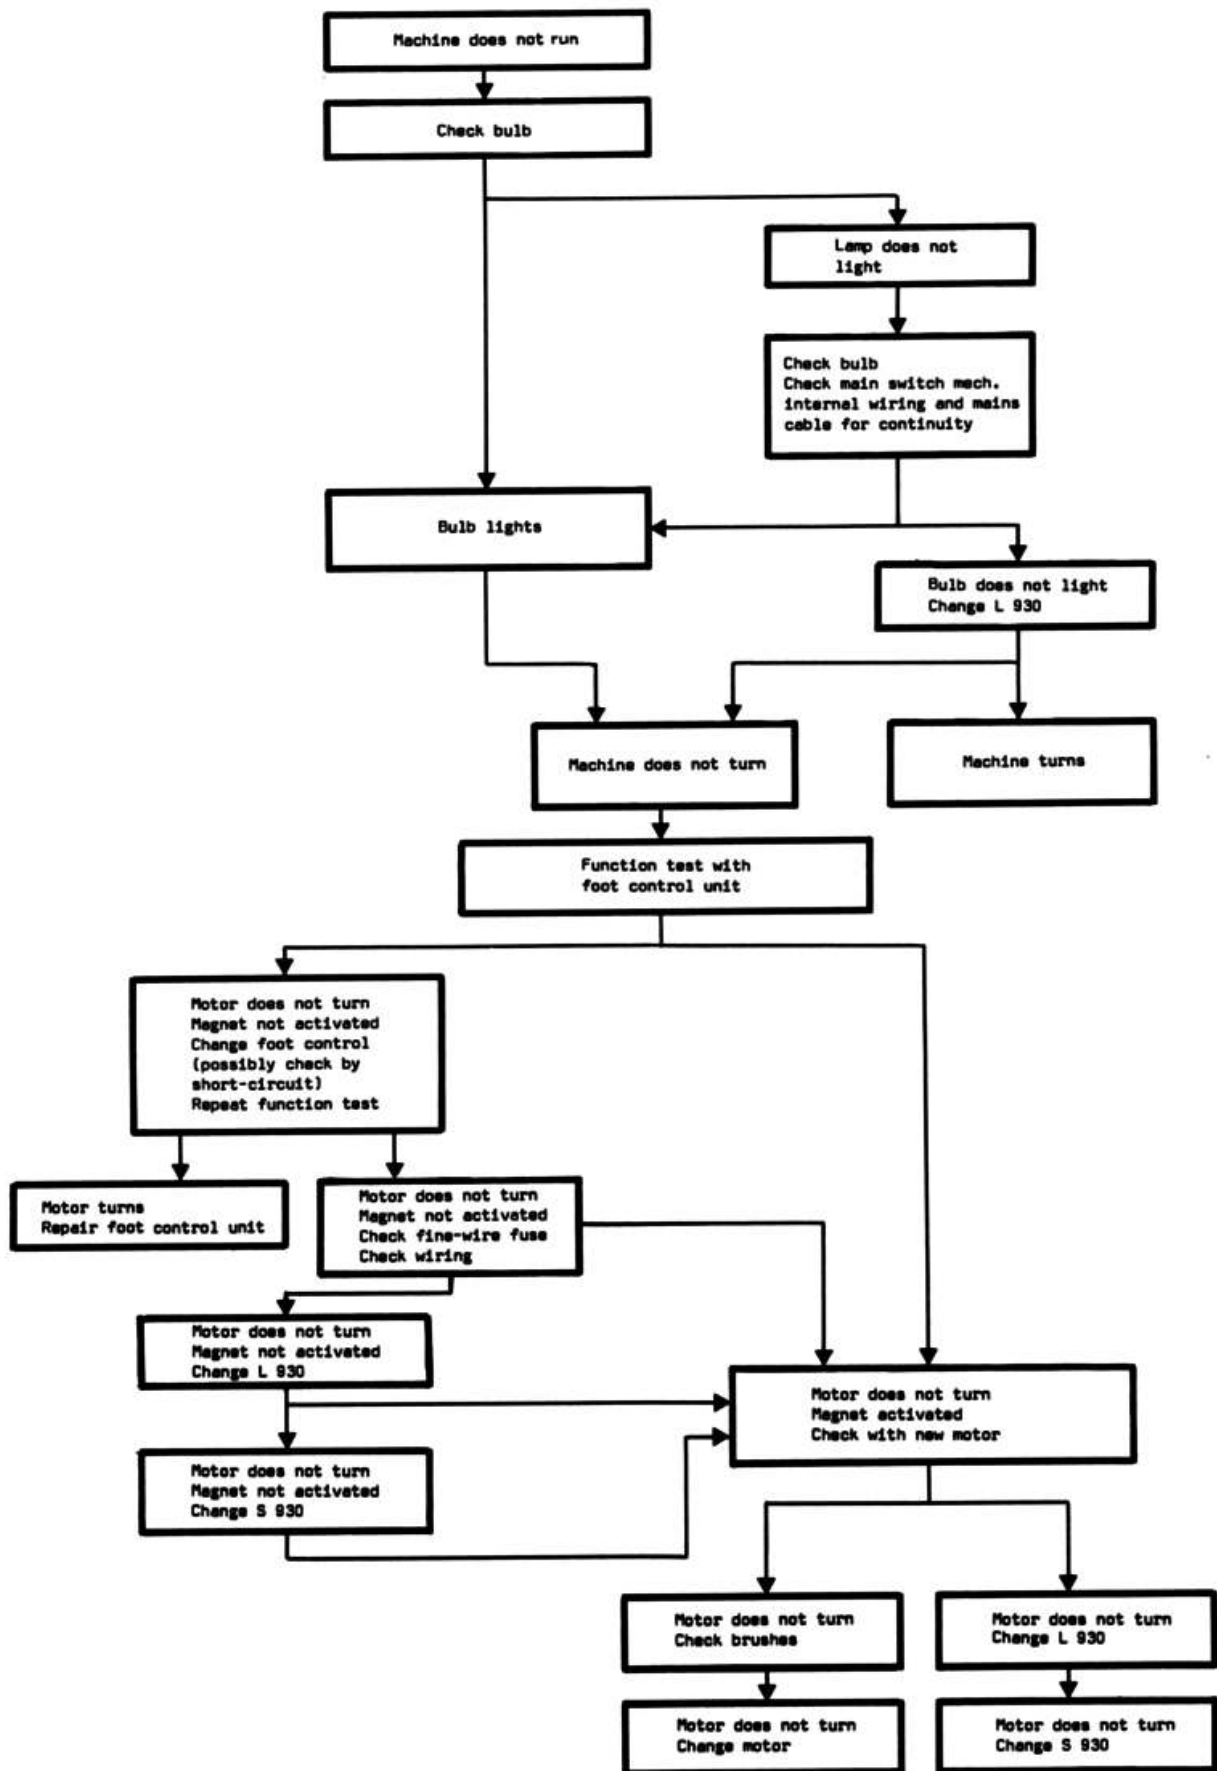 Machine does not run
Check bulb
Lamp does not
light
Check bulb
Check main switch mech.
internal wiring and mains
cable for continuity
Bulb lights
Bulb does not light
Change L 930
Machine does not turn
Machine turns
Function test with
foot control unit
Motor does not turn
Magnet not activated
Change foot control
(possibly check by
short-circuit)
Repeat function test
Motor turns
Repair foot control unit
Motor does not turn
Magnet not activated
Check fine-wire fuse
Check wiring
Motor does not turn
Magnet not activated
Change L 930
Motor does not turn
Magnet activated
Check with new motor
Motor does not turn
Magnet not activated
Change S 930
Motor does not turn
Check brushes
Motor does not turn
Change L 930
Motor does not turn
Change motor
Motor does not turn
Change S 930